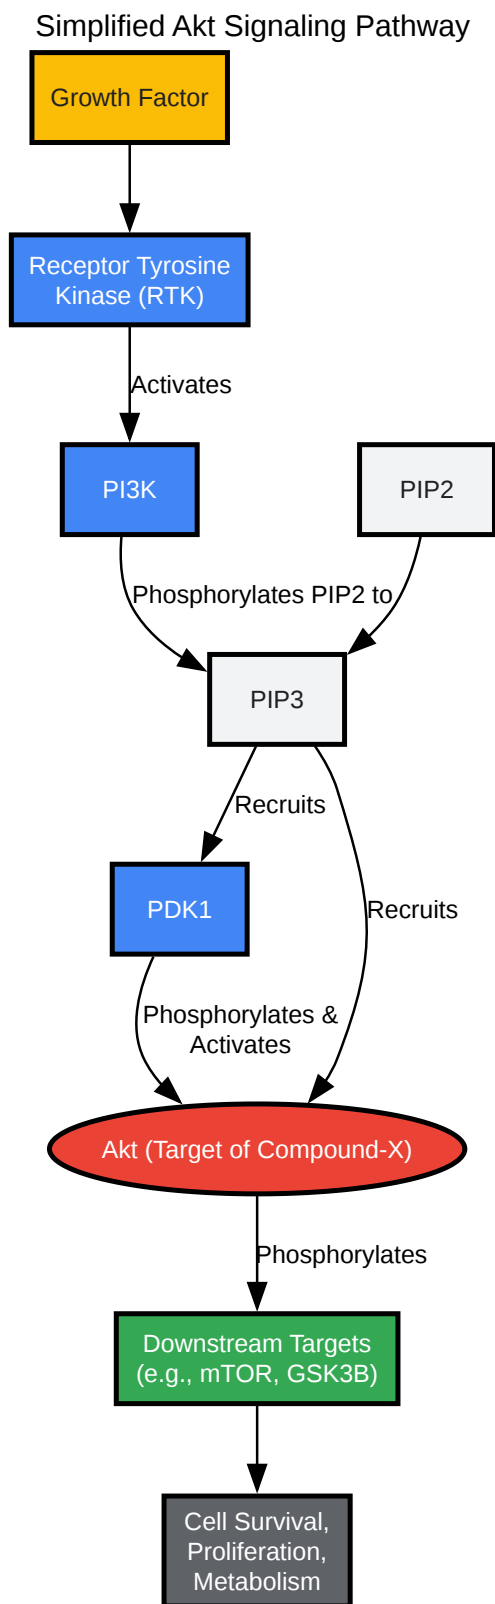 Simplified Akt Signaling Pathway
Growth Factor
Receptor Tyrosine
Kinase (RTK)
Activates
PI3K
PIP2
Phosphorylates PIP2 to
PIP3
Recruits
PDK1
Recruits
Phosphorylates &
Activates
Akt (Target of Compound-X)
Phosphorylates
Downstream Targets
(e.g., mTOR, GSK3B)
Cell Survival,
Proliferation,
Metabolism